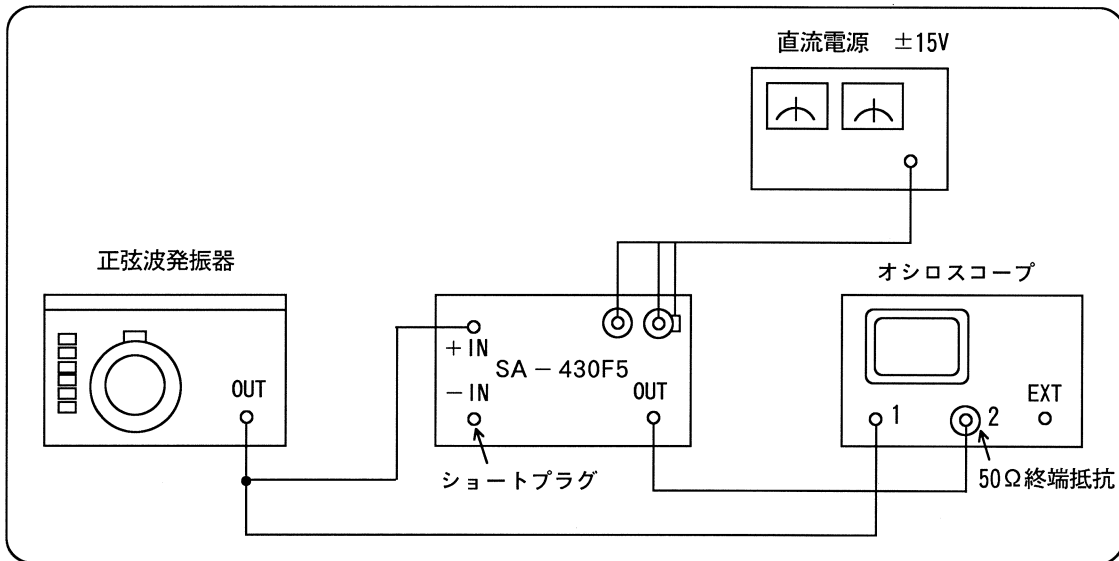 直流電源 ±15V
正弦波発振器
オシロスコープ
+IN
SA-430F5
-IN
OUT
OUT
1
2
EXT
ショートプラグ
50Ω終端抵抗